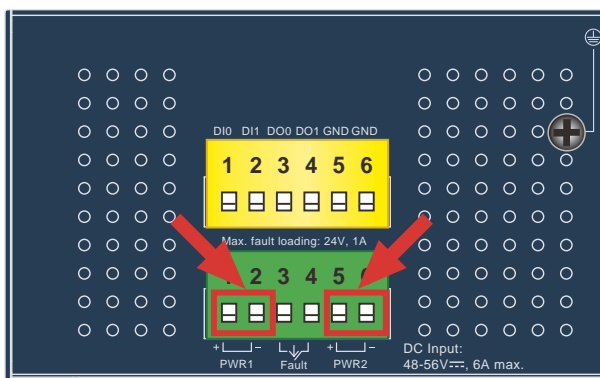 DI0 DI1 DO0 DO1 GND GND
1 2 3 4 5 6
Max. fault loading: 24V, 1A
1 2 3 4 5 6
+ − + −
PWR1 Fault PWR2
DC Input:
48-56V⎓, 6A max.